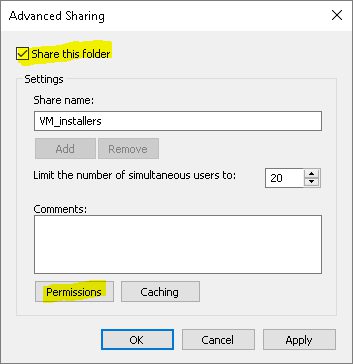 Advanced Sharing
Share this folder
Settings
Share name:
VM_installers
Add Remove
Limit the number of simultaneous users to: 20
Comments:
Permissions Caching
OK Cancel Apply